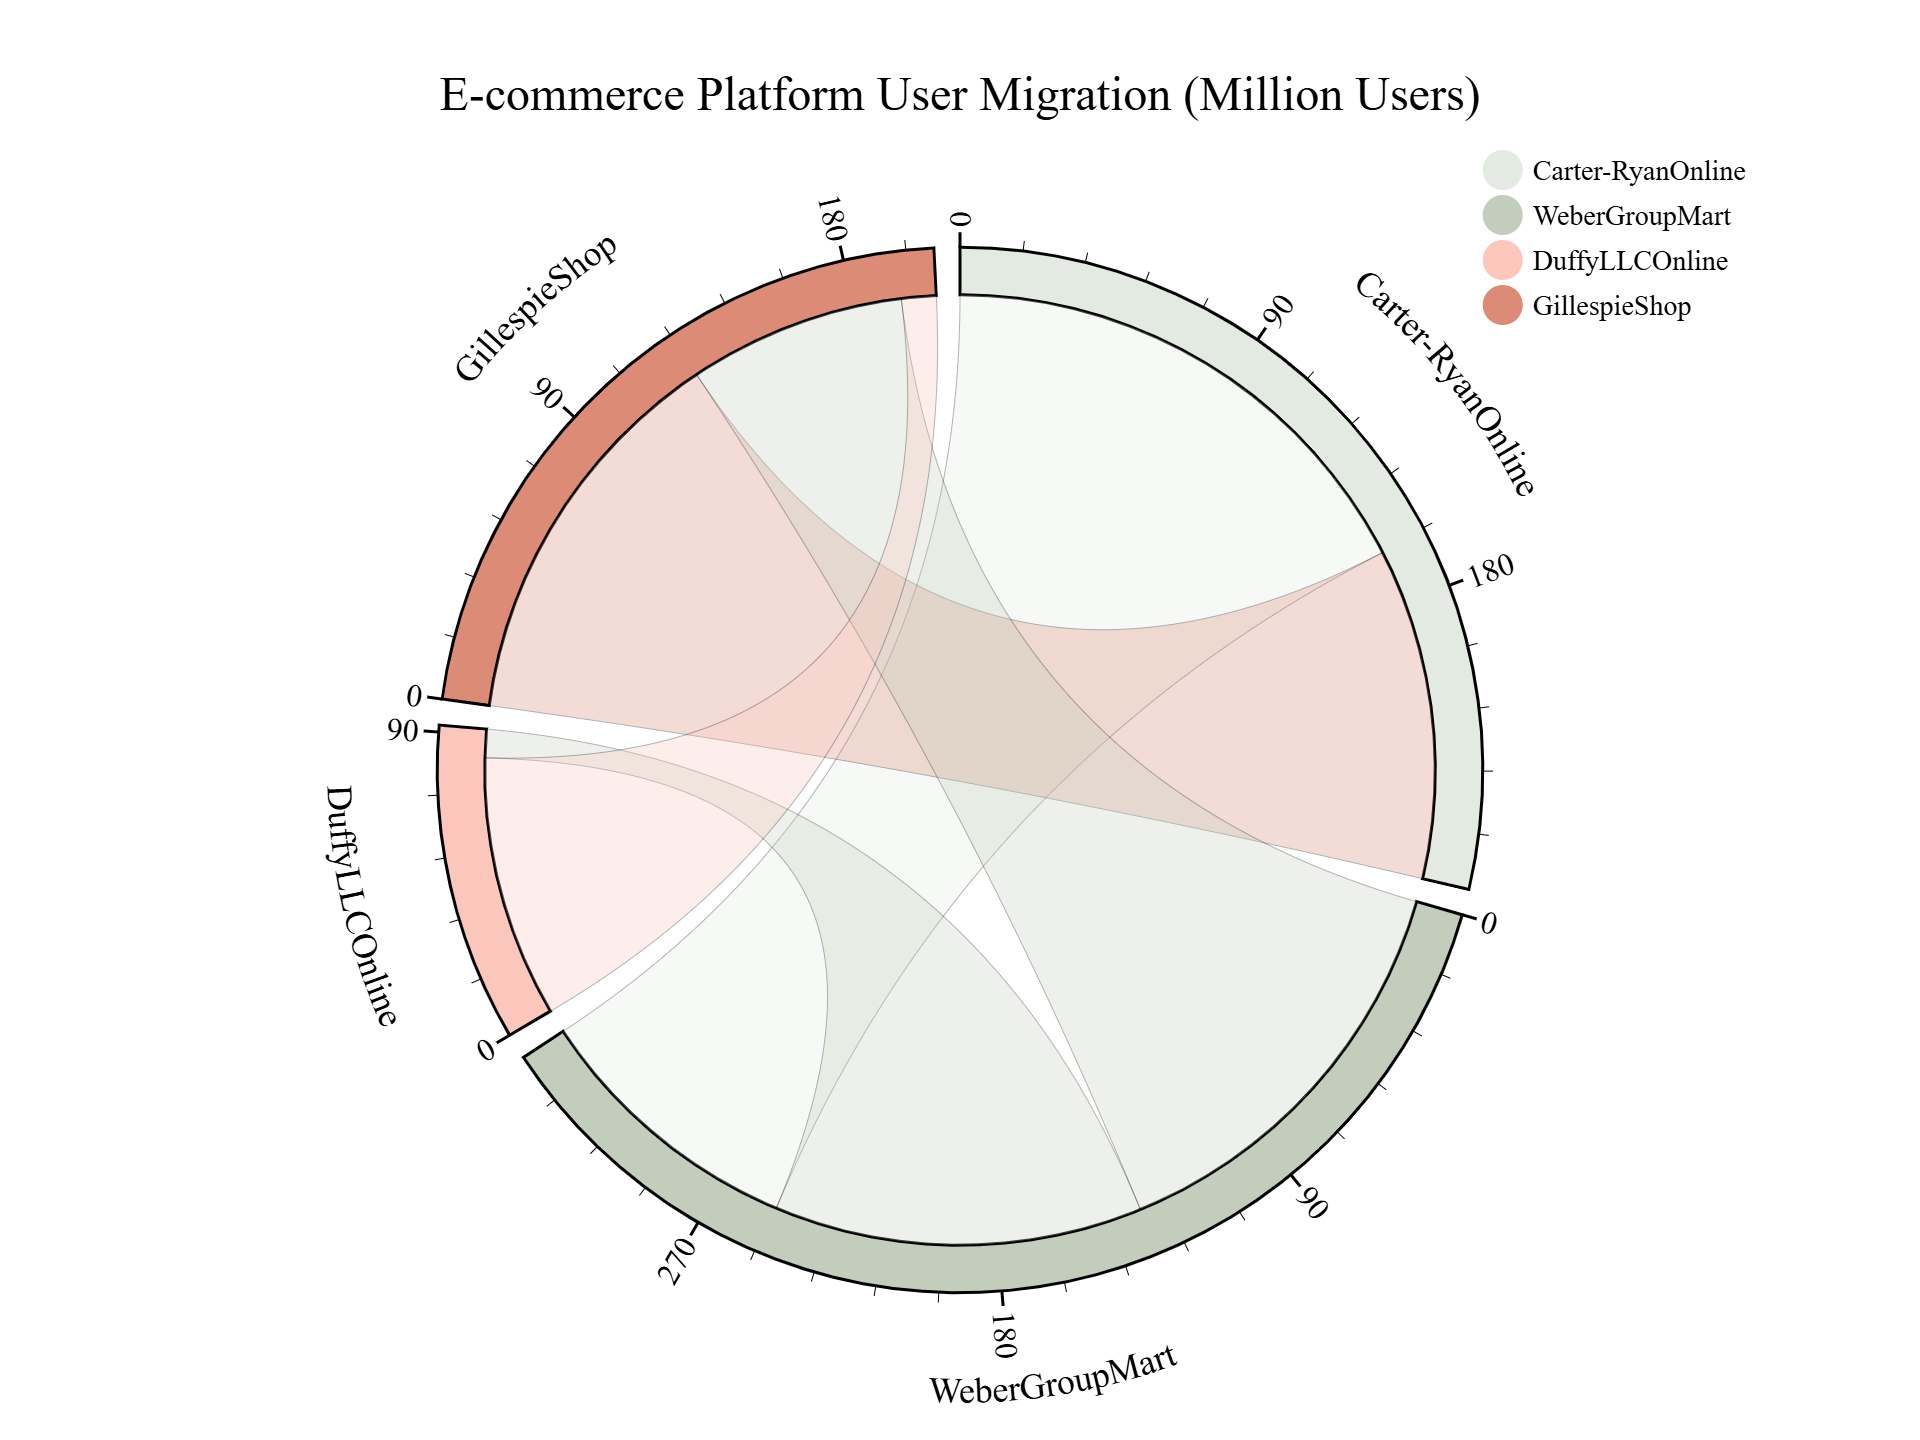 E-commerce Platform User Migration (Million Users)
Carter-RyanOnline
WeberGroupMart
DuffyLLCOnline
GillespieShop
0
90
180
Carter-RyanOnline
0
90
180
270
WeberGroupMart
0
90
DuffyLLCOnline
0
90
180
GillespieShop